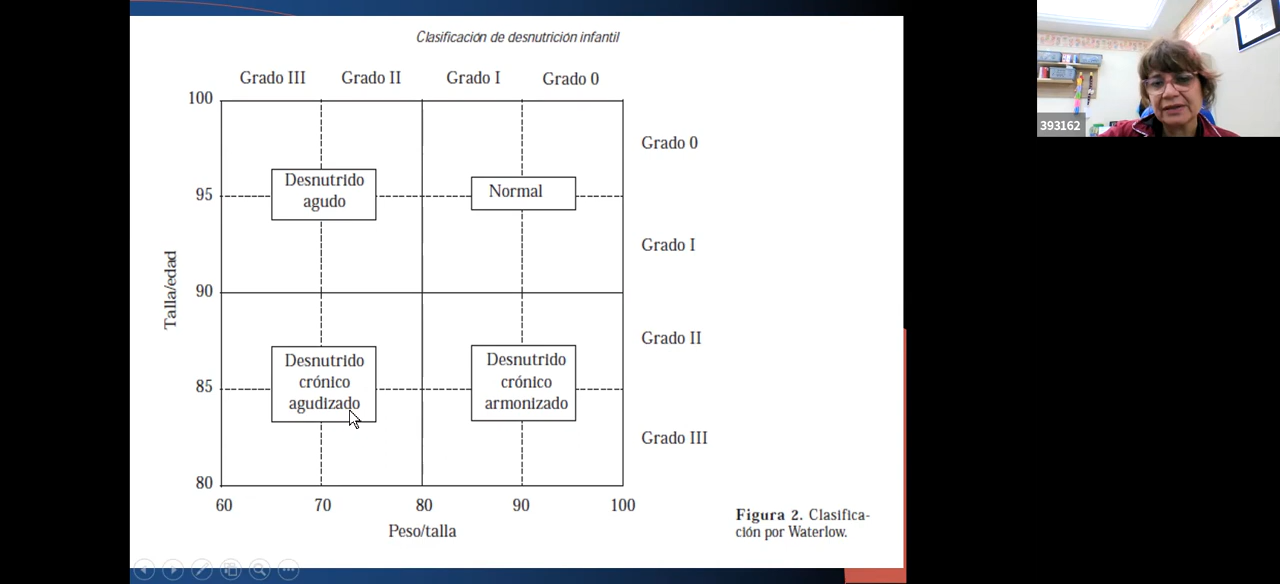 Clasificación de desnutrición infantil
Grado III Grado II Grado I Grado 0
100
Grado 0
Desnutrido
agudo
95
Normal
Grado I
Talla/edad
90
Grado II
Desnutrido
crónico
agudizado
85
Desnutrido
crónico
armonizado
Grado III
80
60 70 80 90 100
Peso/talla
Figura 2. Clasifica-
ción por Waterlow.
393162